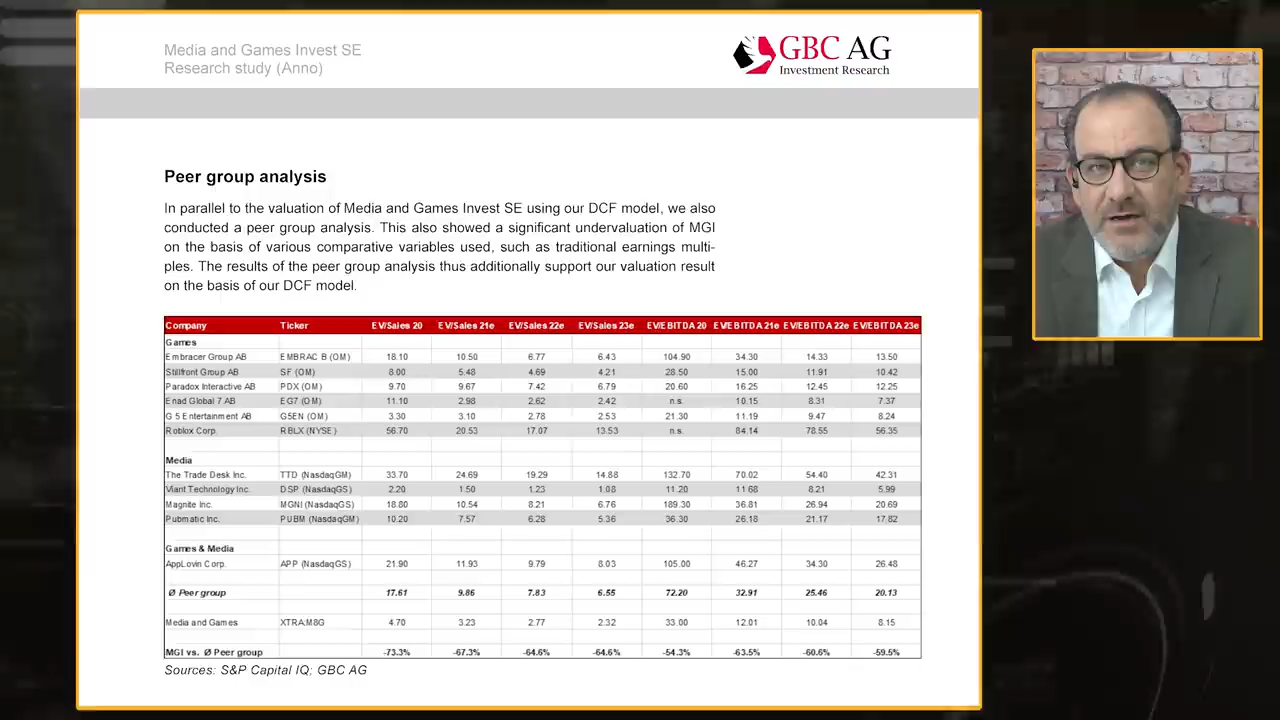 Media and Games Invest SE
Research study (Anno)
GBC AG
Investment Research
Peer group analysis
In parallel to the valuation of Media and Games Invest SE using our DCF model, we also
conducted a peer group analysis. This also showed a significant undervaluation of MGI
on the basis of various comparative variables used, such as traditional earnings multi-
ples. The results of the peer group analysis thus additionally support our valuation result
on the basis of our DCF model.
Company Ticker EV/Sales 20 EV/Sales 21e EV/Sales 22e EV/Sales 23e EV/EBITDA 20 EV/EBITDA 21e EV/EBITDA 22e EV/EBITDA 23e
Games
Embracer Group AB EMBRAC B (OM) 18.10 10.50 6.77 6.43 104.90 34.30 14.33 13.50
Stillfront Group AB SF (OM) 8.00 5.48 4.69 4.21 28.50 15.00 11.91 10.42
Paradox Interactive AB PDX (OM) 9.70 9.67 7.42 6.79 20.60 16.25 12.45 12.25
Enad Global 7 AB EG7 (OM) 11.10 2.98 2.62 2.42 n.s. 10.15 8.31 7.37
G5 Entertainment AB G5EN (OM) 3.30 3.10 2.78 2.53 21.30 11.19 9.47 8.24
Roblox Corp. RBLX (NYSE) 56.70 20.53 17.07 13.53 n.s. 84.14 78.55 56.35
Media
The Trade Desk Inc. TTD (NasdaqGM) 33.70 24.69 19.29 14.88 132.70 70.02 54.40 42.31
Viant Technology Inc. DSP (NasdaqGS) 2.20 1.50 1.23 1.08 11.20 11.68 8.21 5.99
Magnite Inc. MGNI (NasdaqGS) 18.80 10.54 8.21 6.76 189.30 36.81 26.94 20.69
Pubmatic Inc. PUBM (NasdaqGM) 10.20 7.57 6.28 5.36 36.30 26.18 21.17 17.82
Games & Media
AppLovin Corp. APP (NasdaqGS) 21.90 11.93 9.79 8.03 105.00 46.27 34.30 26.48
Ø Peer group 17.61 9.86 7.83 6.55 72.20 32.91 25.46 20.13
Media and Games XTRA:M8G 4.70 3.23 2.77 2.32 33.00 12.01 10.04 8.15
MGI vs. Ø Peer group -73.3% -67.3% -64.6% -64.6% -54.3% -63.5% -60.6% -59.5%
Sources: S&P Capital IQ; GBC AG